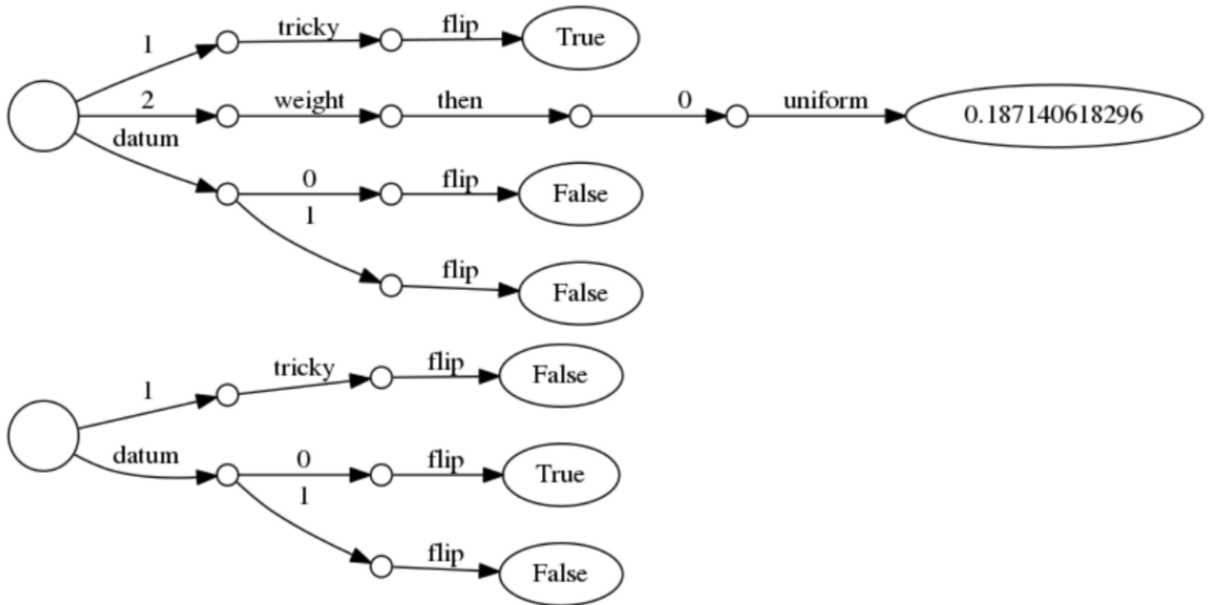 1 tricky flip True
2 weight then 0 uniform 0.187140618296
datum
0 flip False
1
flip False
1 tricky flip False
datum 0 flip True
1
flip False